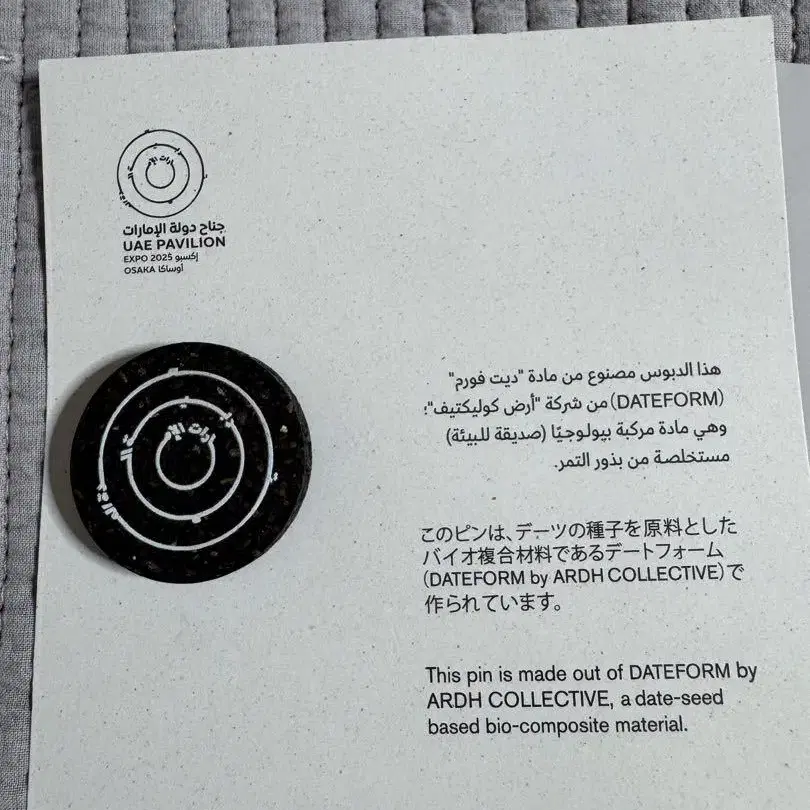 جناح دولة الإمارات
UAE PAVILION
EXPO 2025 إكسبو
OSAKA أوساكا
هذا الدبوس مصنوع من مادة "ديت فورم"
(DATEFORM) من شركة "أرض كوليكتيف"؛
وهي مادة مركبة بيولوجيًا (صديقة للبيئة)
مستخلصة من بذور التمر.
このピンは、デーツの種子を原料とした
バイオ複合材料であるデートフォーム
（DATEFORM by ARDH COLLECTIVE）で
作られています。
This pin is made out of DATEFORM by
ARDH COLLECTIVE, a date-seed
based bio-composite material.